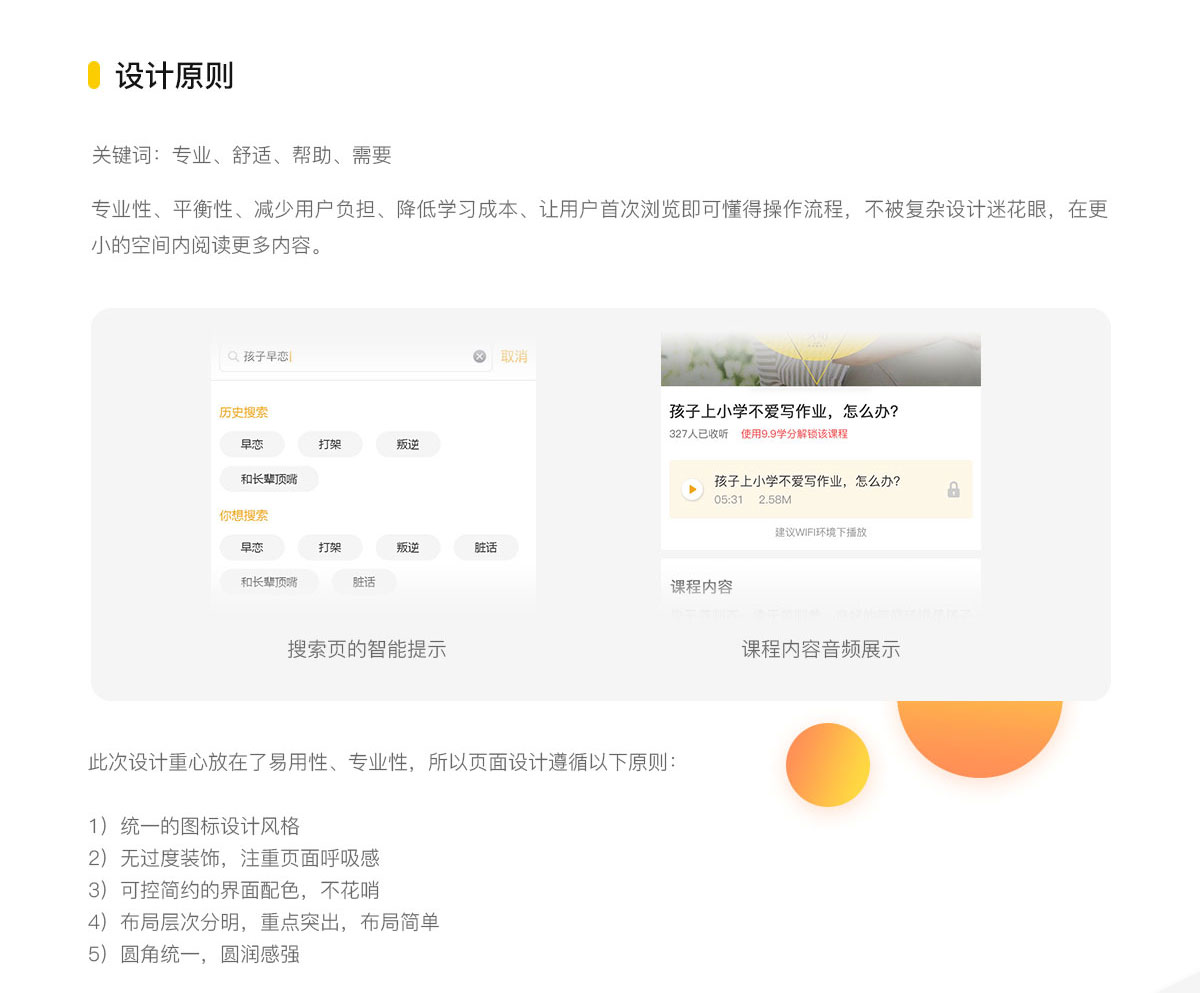 设计原则
关键词：专业、舒适、帮助、需要
专业性、平衡性、减少用户负担、降低学习成本、让用户首次浏览即可懂得操作流程，不被复杂设计迷花眼，在更
小的空间内阅读更多内容。
孩子早恋 取消
历史搜索
早恋 打架 叛逆
和长辈顶嘴
你想搜索
早恋 打架 叛逆 脏话
和长辈顶嘴 脏话
搜索页的智能提示
孩子上小学不爱写作业，怎么办？
327人已收听 使用9.9学分解锁该课程
孩子上小学不爱写作业，怎么办？
05:31 2.58M
建议WIFI环境下播放
课程内容
课程内容音频展示
此次设计重心放在了易用性、专业性，所以页面设计遵循以下原则：
1）统一的图标设计风格
2）无过度装饰，注重页面呼吸感
3）可控简约的界面配色，不花哨
4）布局层次分明，重点突出，布局简单
5）圆角统一，圆润感强